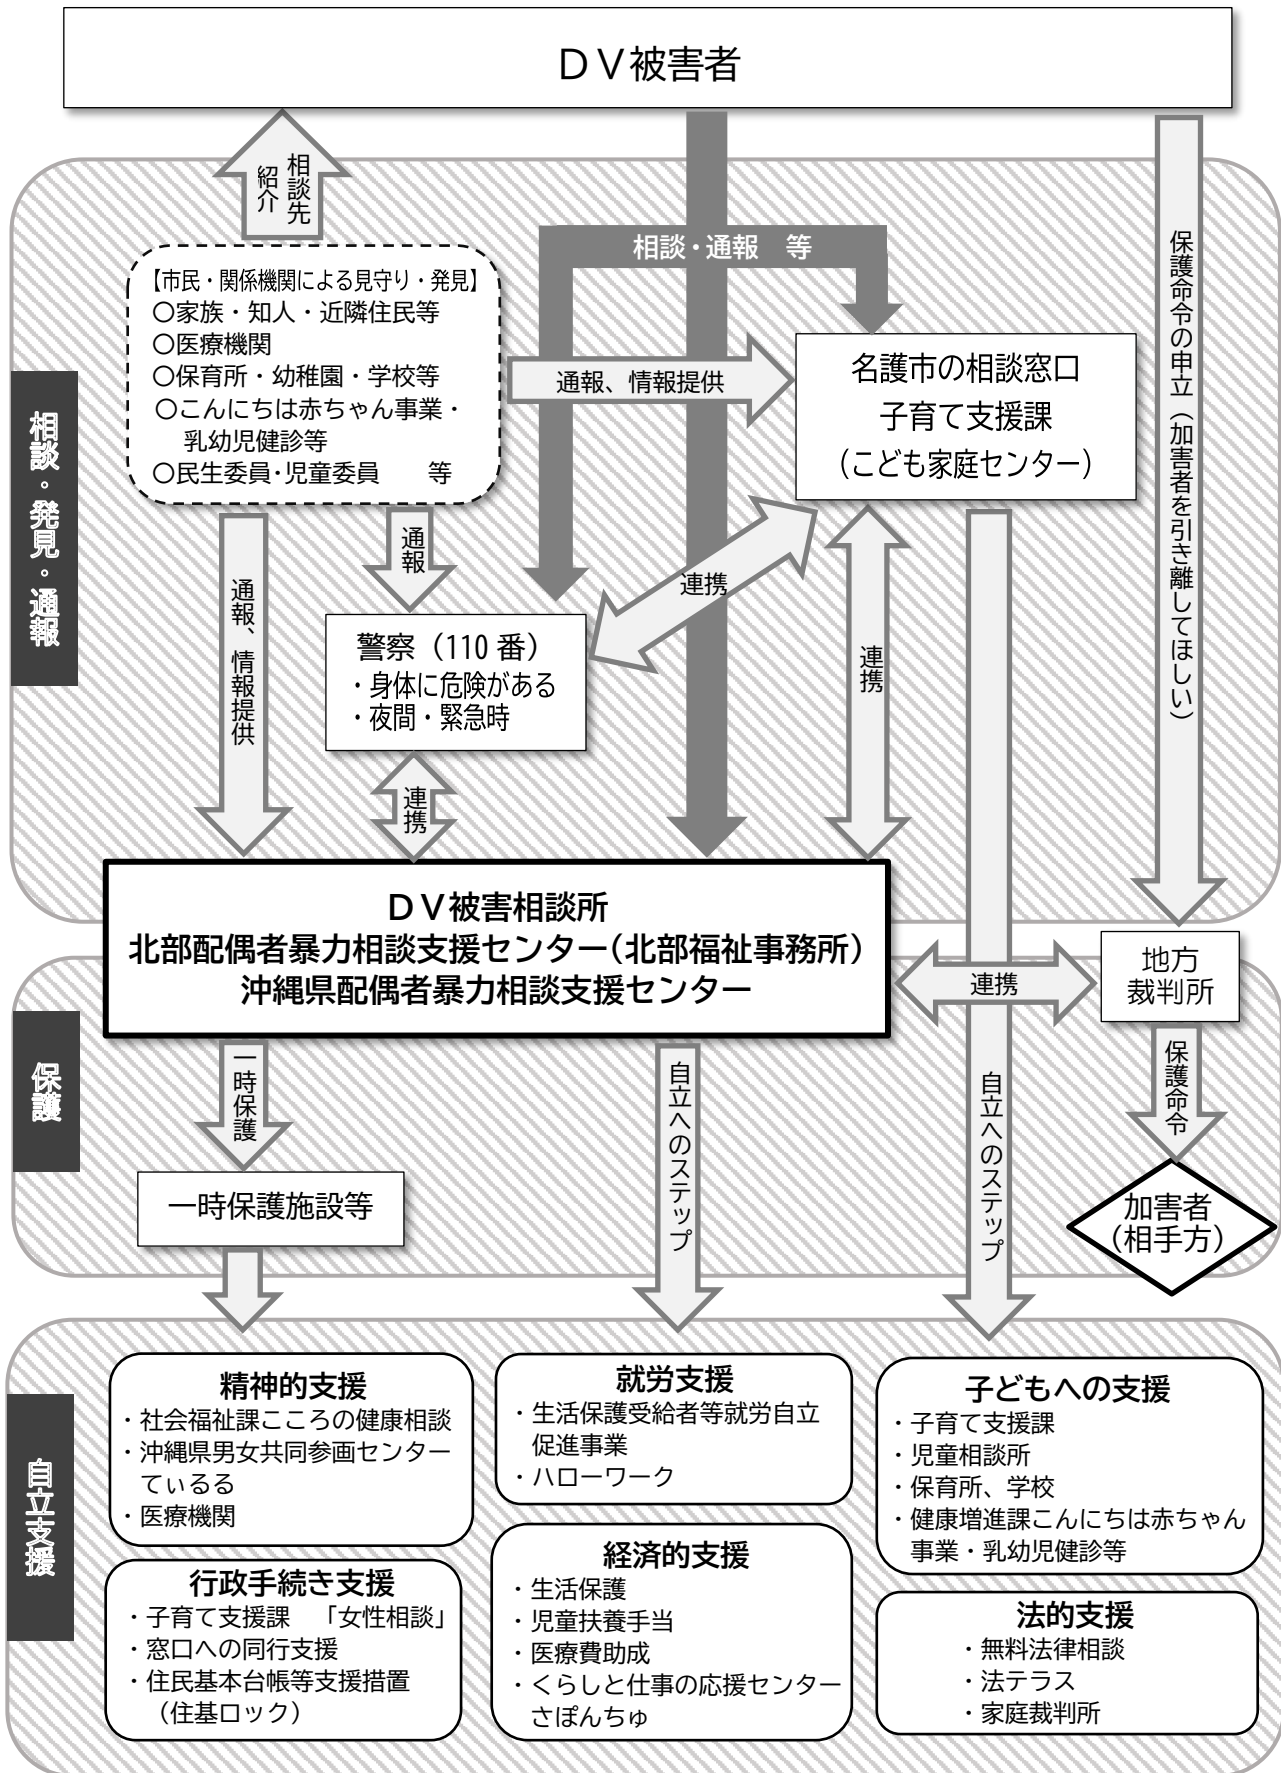 DV被害者
相談先
紹介
相談・通報　等
保護命令の申立（加害者を引き離してほしい）
【市民・関係機関による見守り・発見】
〇家族・知人・近隣住民等
〇医療機関
〇保育所・幼稚園・学校等
〇こんにちは赤ちゃん事業・
乳幼児健診等
〇民生委員・児童委員　　等
通報、情報提供
名護市の相談窓口
子育て支援課
（こども家庭センター）
相談・発見・通報
通報、情報提供
通報
連携
連携
警察（110番）
・身体に危険がある
・夜間・緊急時
連携
DV被害相談所
北部配偶者暴力相談支援センター（北部福祉事務所）
沖縄県配偶者暴力相談支援センター
連携
地方
裁判所
保護
一時保護
自立へのステップ
自立へのステップ
保護命令
一時保護施設等
加害者
（相手方）
自立支援
精神的支援
・社会福祉課こころの健康相談
・沖縄県男女共同参画センター
てぃるる
・医療機関
行政手続き支援
・子育て支援課　「女性相談」
・窓口への同行支援
・住民基本台帳等支援措置
（住基ロック）
就労支援
・生活保護受給者等就労自立
促進事業
・ハローワーク
経済的支援
・生活保護
・児童扶養手当
・医療費助成
・くらしと仕事の応援センター
さぽんちゅ
子どもへの支援
・子育て支援課
・児童相談所
・保育所、学校
・健康増進課こんにちは赤ちゃん
事業・乳幼児健診等
法的支援
・無料法律相談
・法テラス
・家庭裁判所